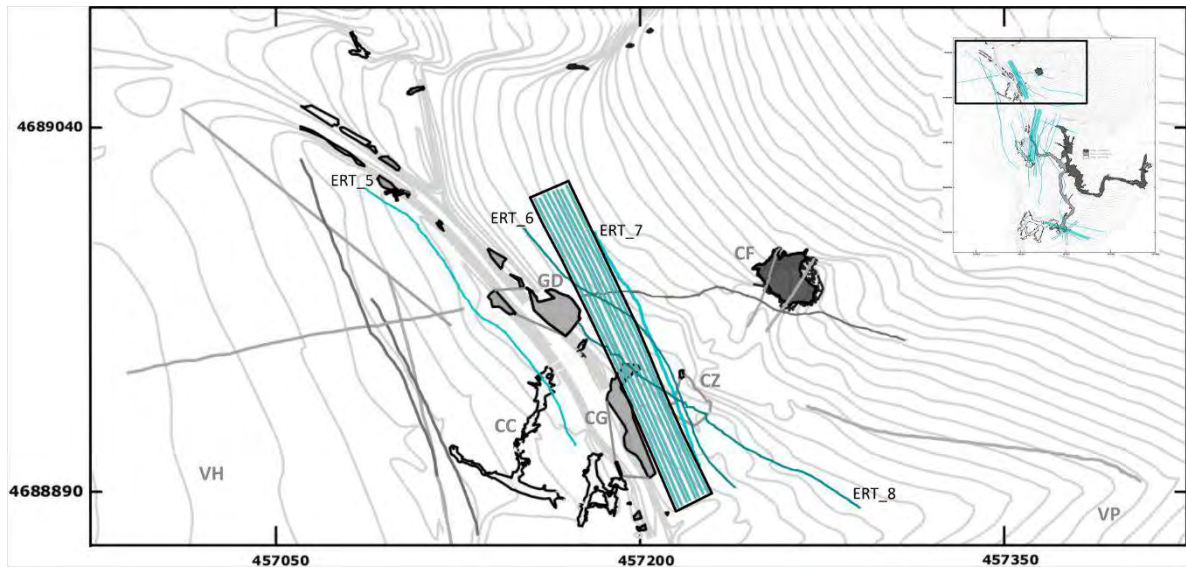 4689040
ERT_5
ERT_6
ERT_7
CF
GD
CZ
CC
CG
VH
4688890
ERT_8
VP
457050
457200
457350